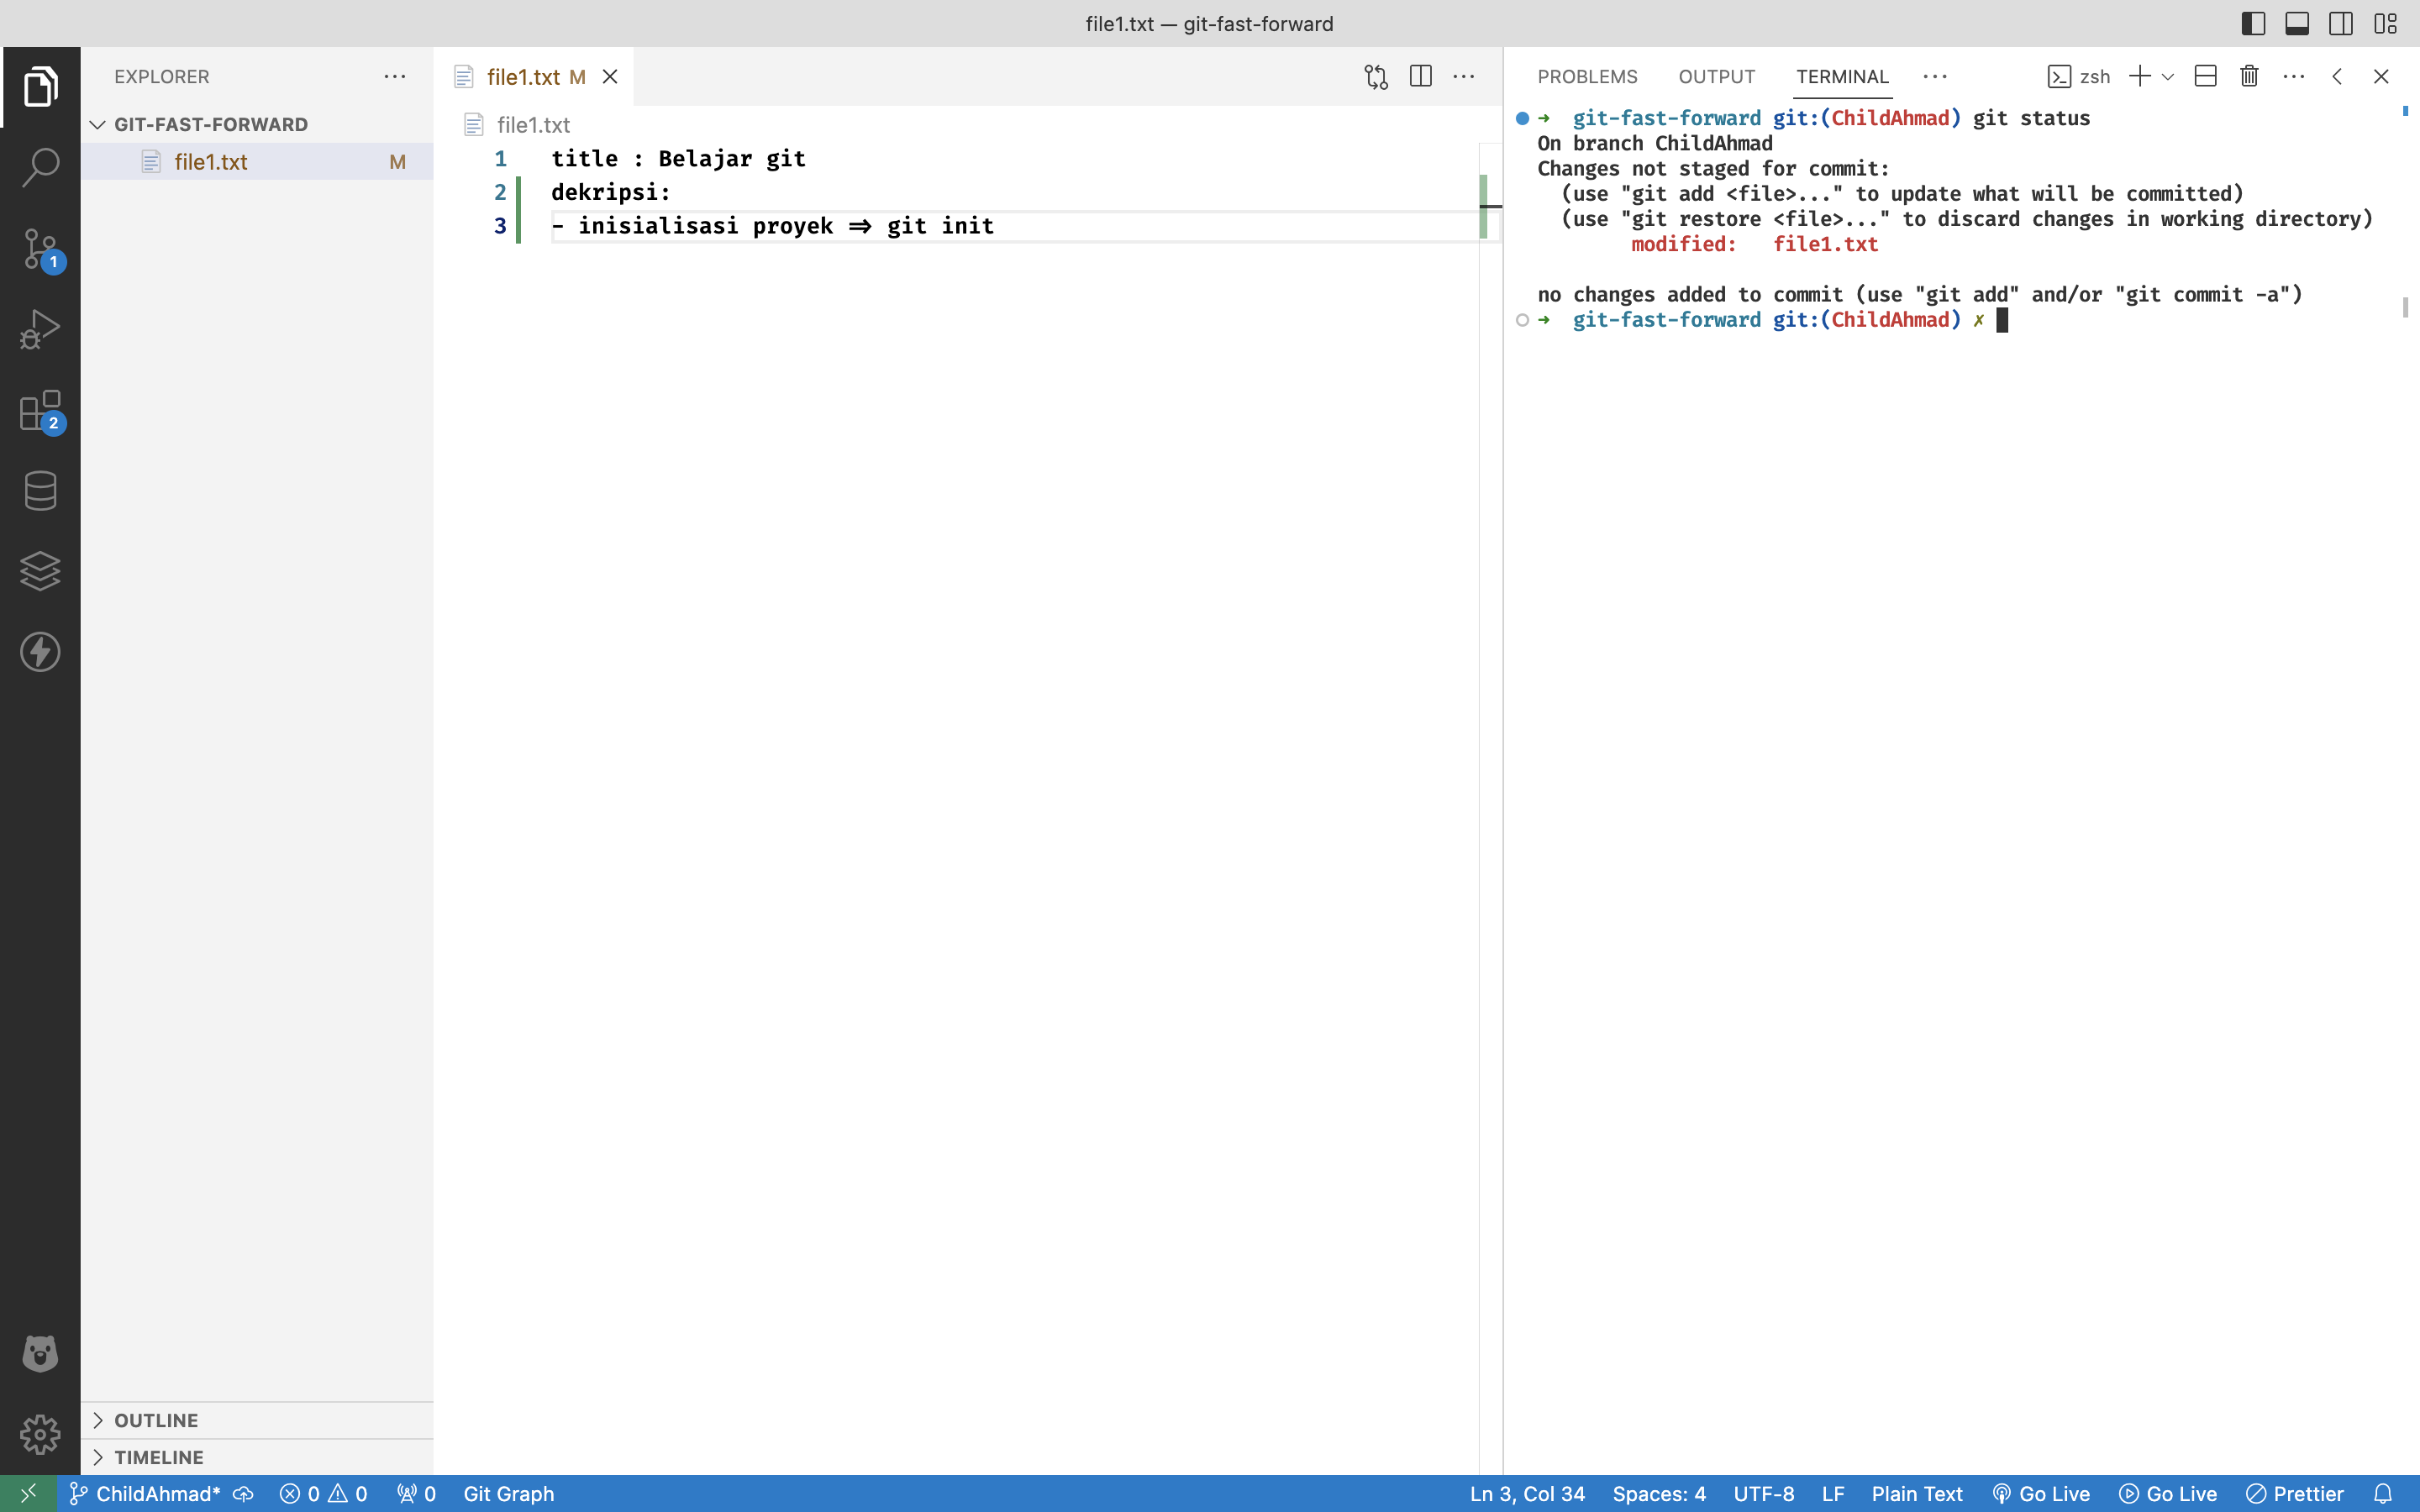 file1.txt — git-fast-forward
EXPLORER
GIT-FAST-FORWARD
file1.txt M
1
2
OUTLINE
TIMELINE
file1.txt M
file1.txt
1 title : Belajar git
2 dekripsi:
3 - inisialisasi proyek => git init
PROBLEMS OUTPUT TERMINAL zsh
➜ git-fast-forward git:(ChildAhmad) git status
On branch ChildAhmad
Changes not staged for commit:
(use "git add <file>..." to update what will be committed)
(use "git restore <file>..." to discard changes in working directory)
modified: file1.txt
no changes added to commit (use "git add" and/or "git commit -a")
➜ git-fast-forward git:(ChildAhmad) ✗
ChildAhmad* 0 0 0 Git Graph Ln 3, Col 34 Spaces: 4 UTF-8 LF Plain Text Go Live Go Live Prettier